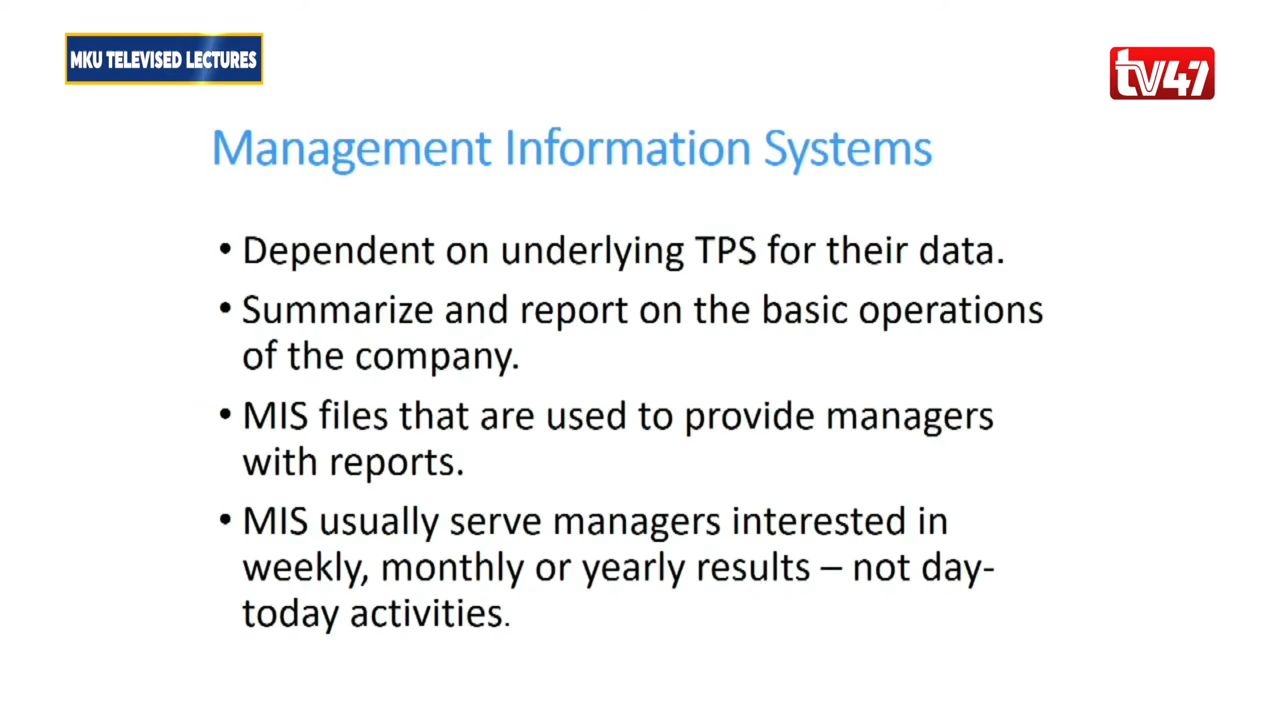 MKU TELEVISED LECTURES
tv47
Management Information Systems
• Dependent on underlying TPS for their data.
• Summarize and report on the basic operations
of the company.
• MIS files that are used to provide managers
with reports.
• MIS usually serve managers interested in
weekly, monthly or yearly results – not day-
today activities.